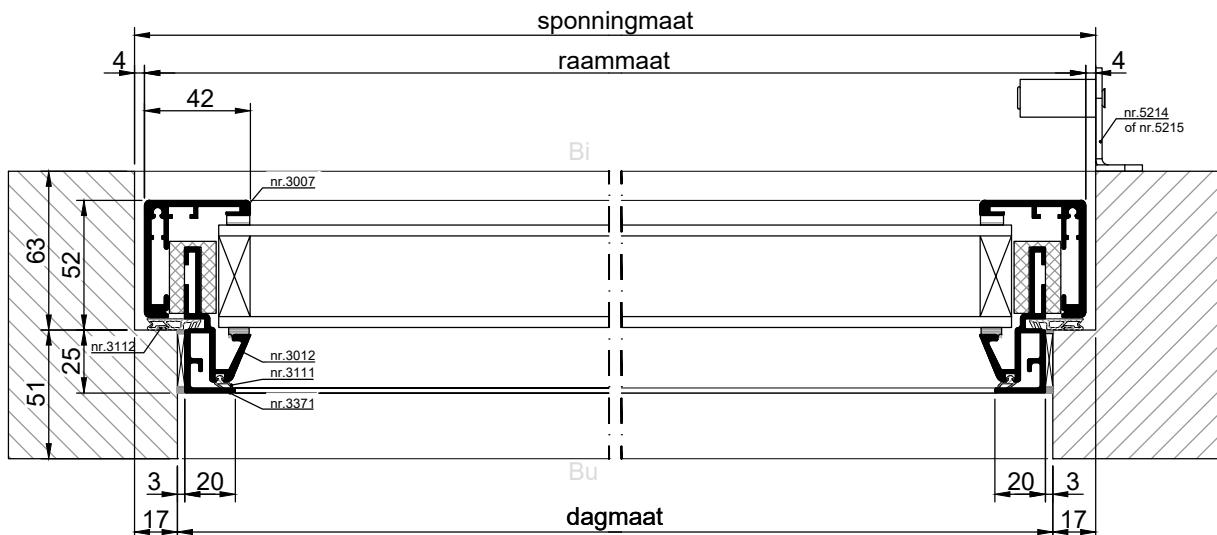 sponningmaat
4
raammaat
4
42
nr.5214
of nr.5215
Bi
nr.3007
63
52
nr.3112
nr.3012
25
nr.3111
51
nr.3371
Bu
3
20
20
3
17
dagmaat
17